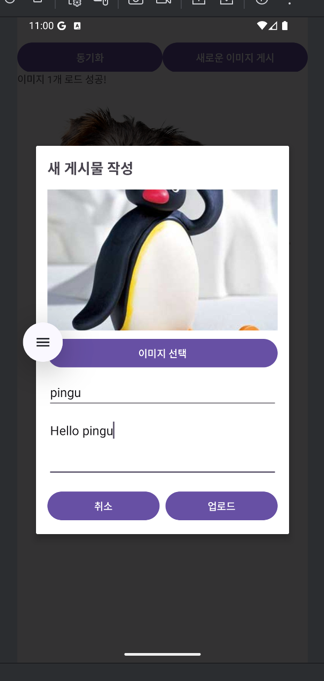 11:00 G A
동기화
새로운 이미지 게시
이미지 1개 로드 성공!
새 게시물 작성
이미지 선택
pingu
Hello pingu
취소
업로드